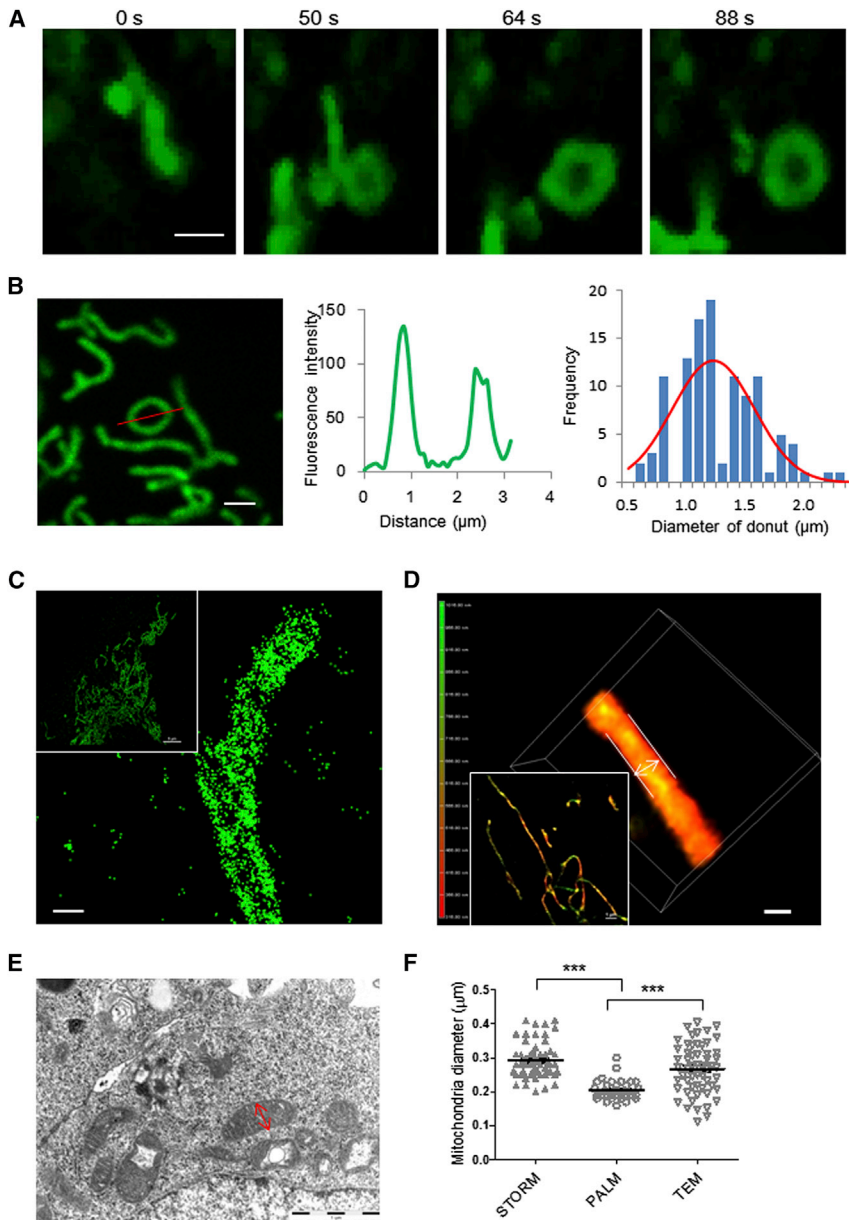 A
0 s 50 s 64 s 88 s
B
Fluorescence intensity
150
100
50
0
0 1 2 3 4
Distance (µm)
Frequency
20
15
10
5
0
0.5 1.0 1.5 2.0
Diameter of donut (µm)
C
D
E
F
Mitochondria diameter (µm)
0.5
0.4
0.3
0.2
0.1
0.0
***
***
STORM PALM TEM